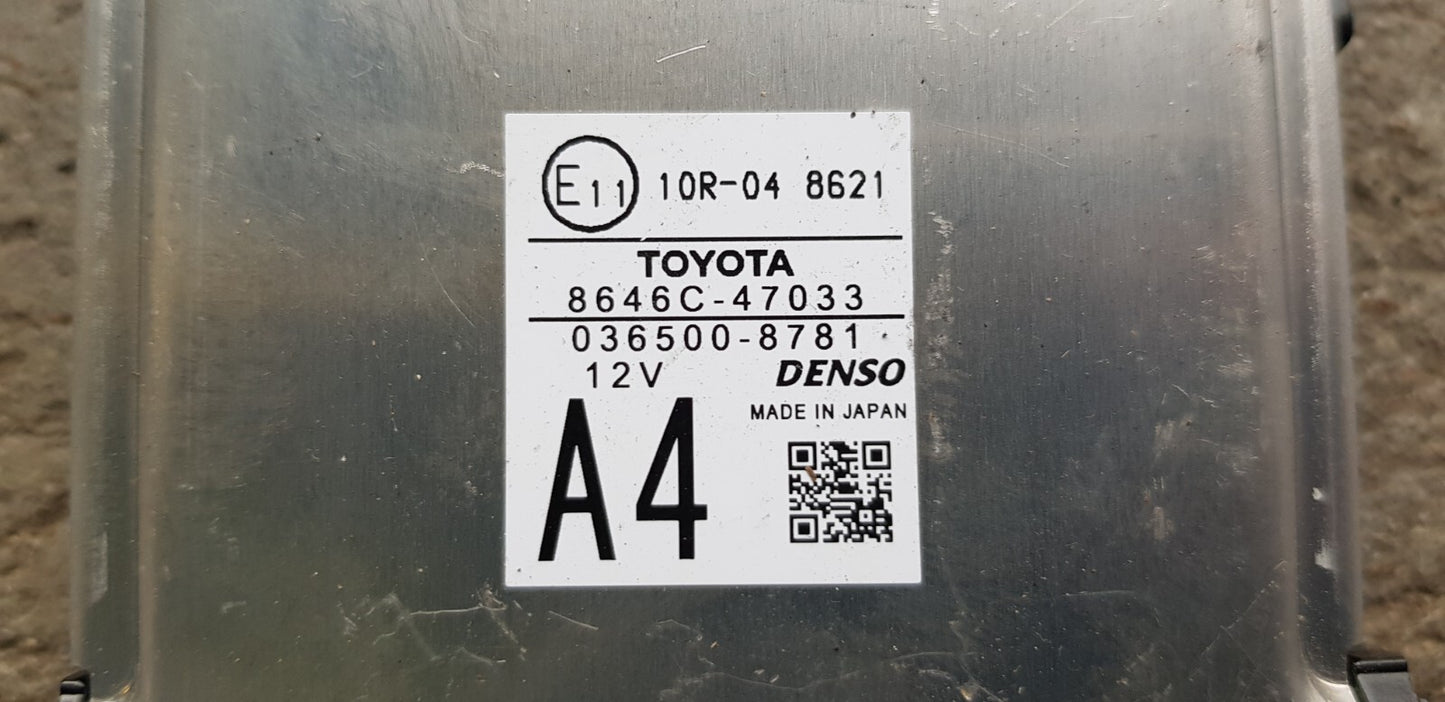 E11 10R-04 8621
TOYOTA
8646C-47033
036500-8781
12V DENSO
MADE IN JAPAN
A4